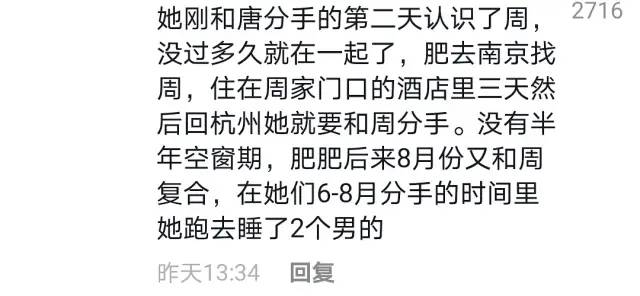 她刚和唐分手的第二天认识了周，
2716
没过多久就在一起了，肥去南京找
周，住在周家门口的酒店里三天然
后回杭州她就要和周分手。没有半
年空窗期，肥肥后来8月份又和周
复合，在她们6-8月分手的时间里
她跑去睡了2个男的
昨天13:34 回复